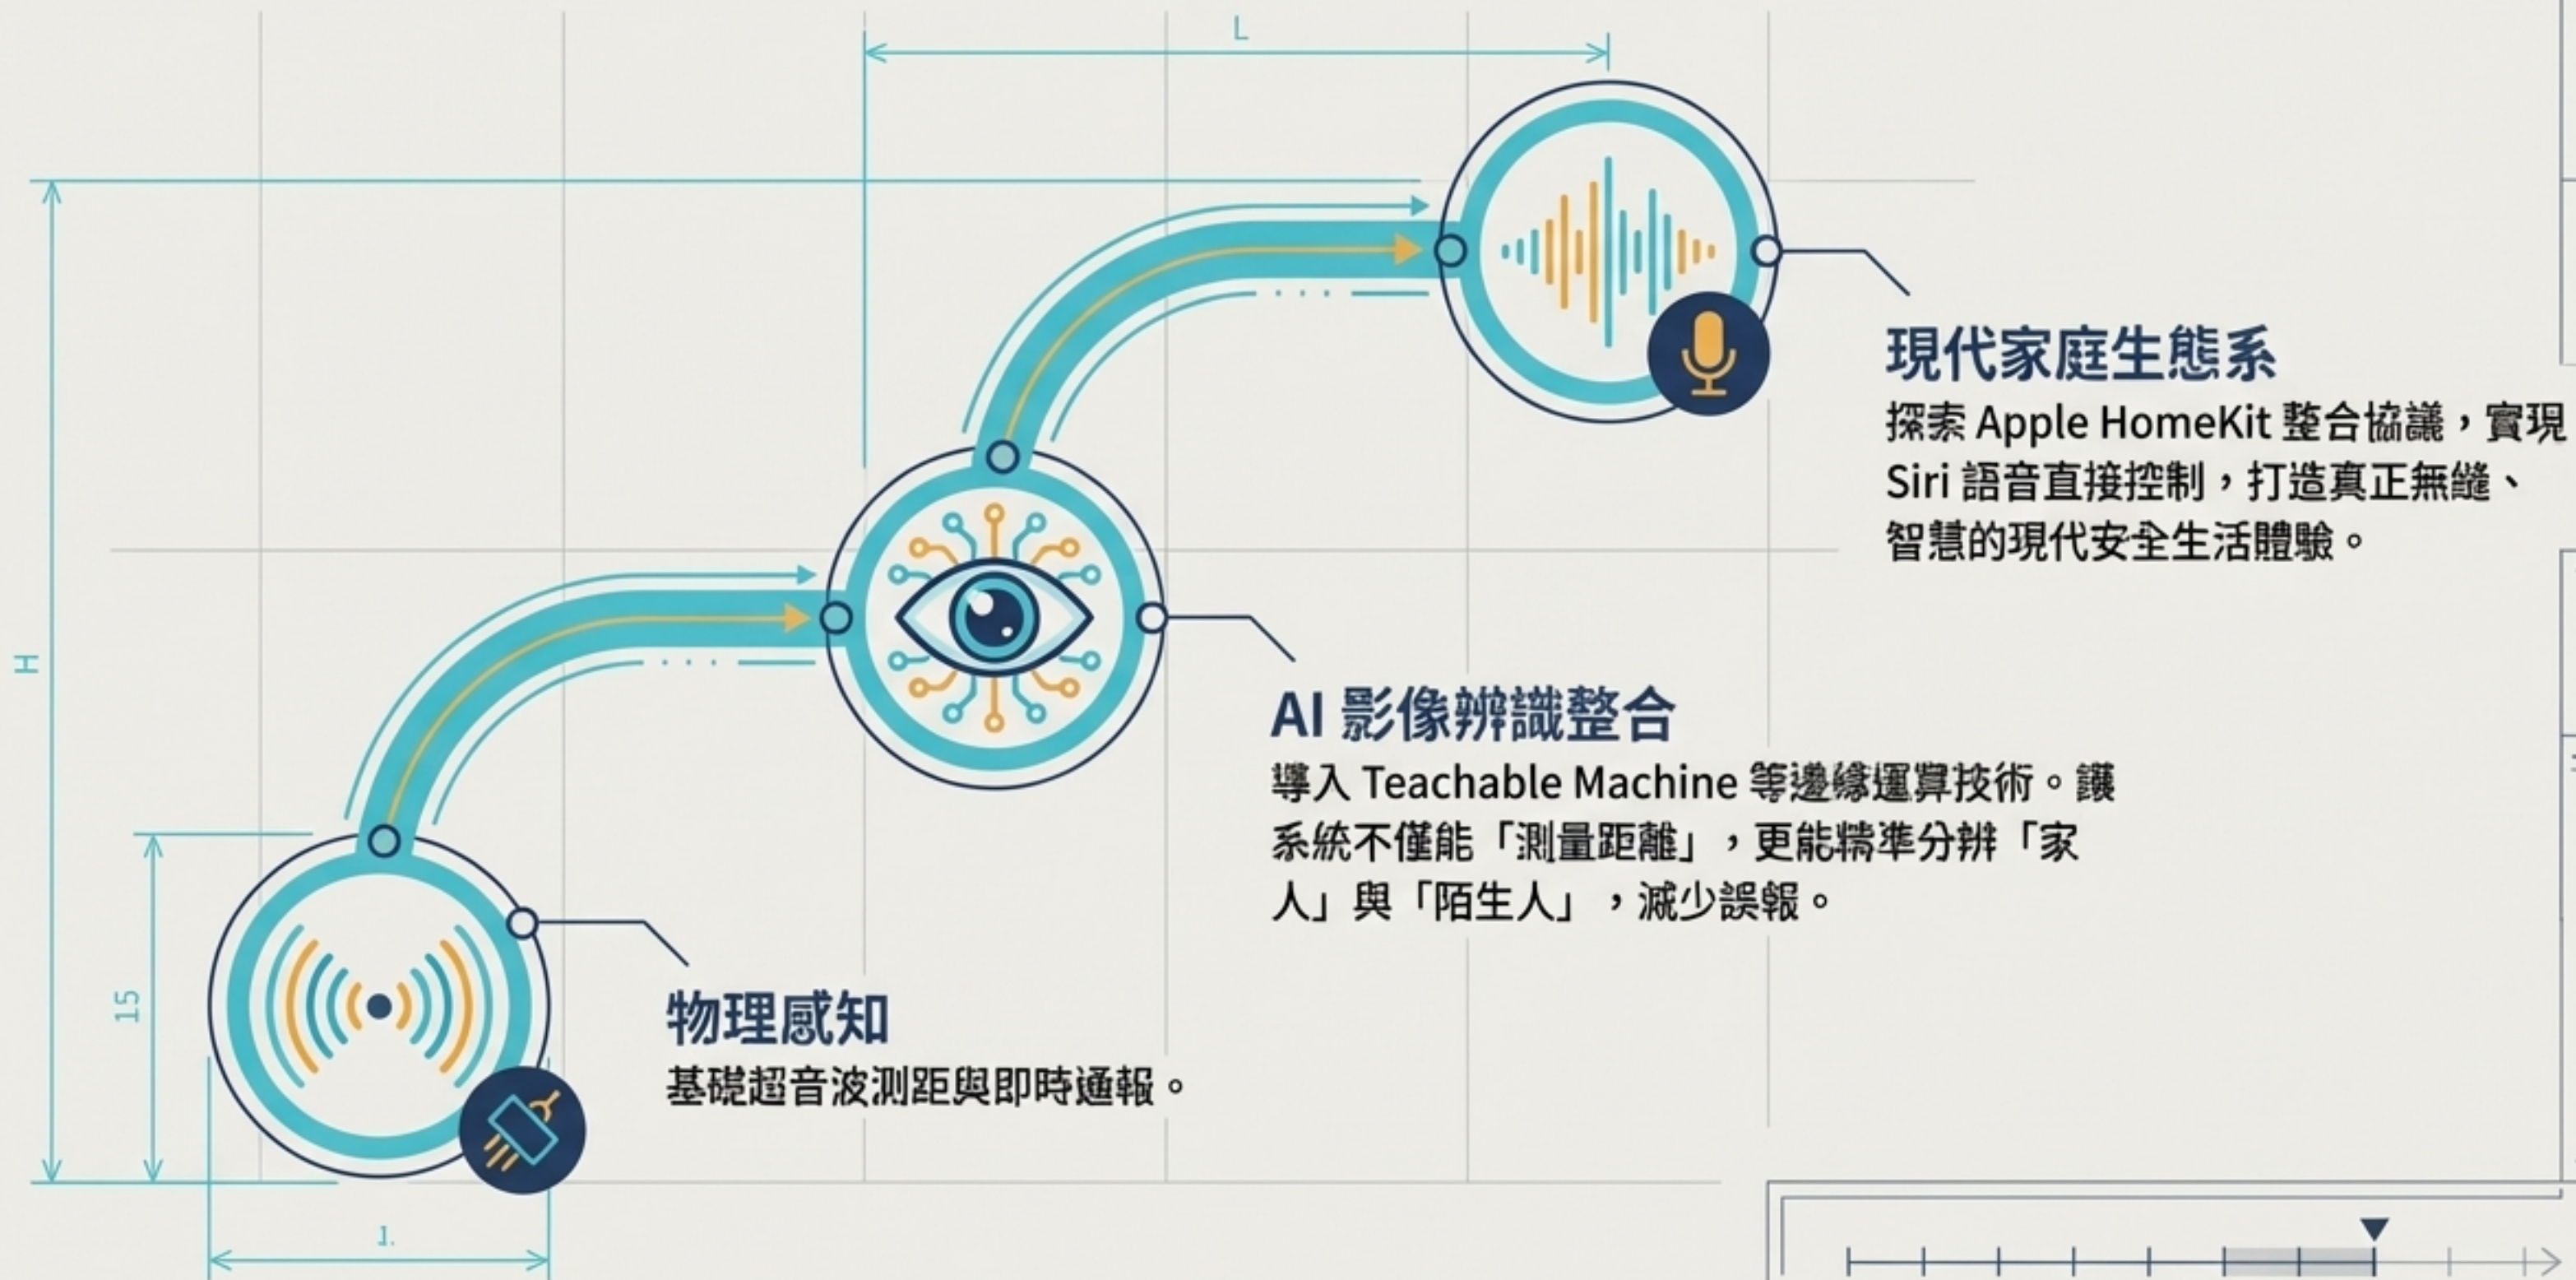 L
現代家庭生態系
探索 Apple HomeKit 整合協議，實現
Siri 語音直接控制，打造真正無縫、
智慧的現代安全生活體驗。
H
AI 影像辨識整合
導入 Teachable Machine 等邊緣運算技術。讓
系統不僅能「測量距離」，更能精準分辨「家
人」與「陌生人」，減少誤報。
15
物理感知
基礎超音波測距與即時通報。
1.